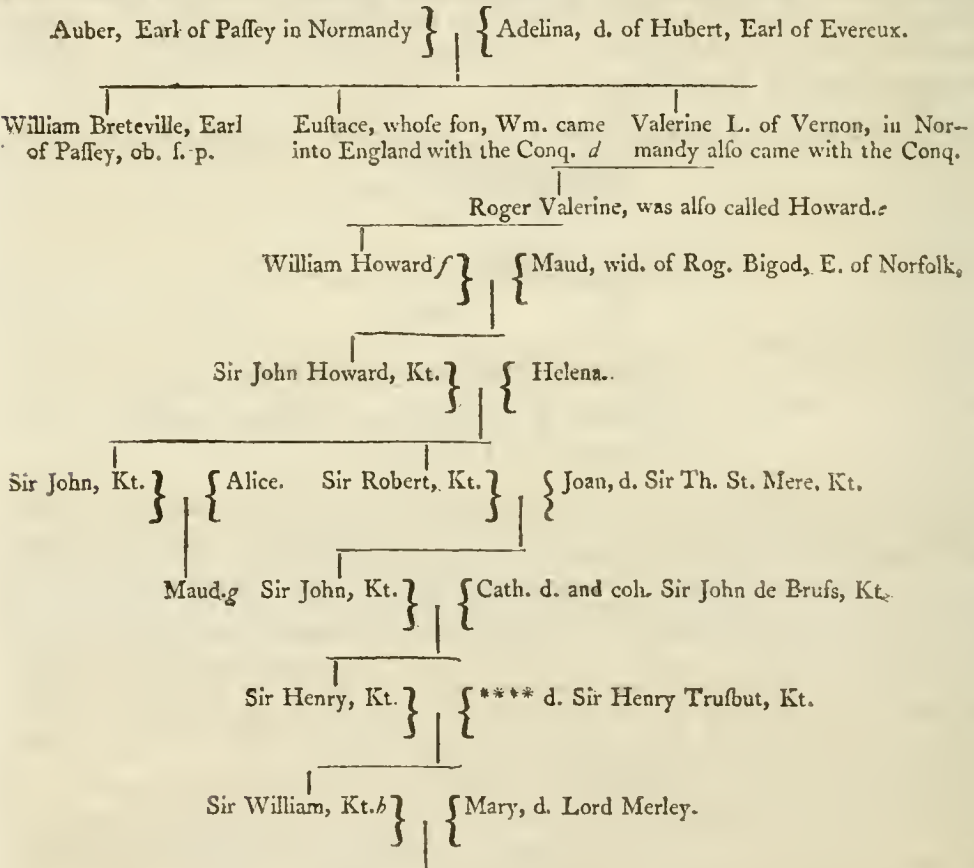 Auber, Earl of Paſſey in Normandy } { Adelina, d. of Hubert, Earl of Evereux.
William Breteville, Earl of Paſſey, ob. ſ. p.
Euſtace, whoſe ſon, Wm. came into England with the Conq. d
Valerine L. of Vernon, in Nor-mandy alſo came with the Conq.
Roger Valerine, was alſo called Howard. e
William Howard f } { Maud, wid. of Rog. Bigod, E. of Norfolk,
Sir John Howard, Kt. } { Helena.
Sir John, Kt. } { Alice. Sir Robert, Kt. } { Joan, d. Sir Th. St. Mere, Kt.
Maud. g Sir John, Kt. } { Cath. d. and coh. Sir John de Bruſs, Kt.
Sir Henry, Kt. } { **** d. Sir Henry Truſbut, Kt.
Sir William, Kt. h } { Mary, d. Lord Merley.